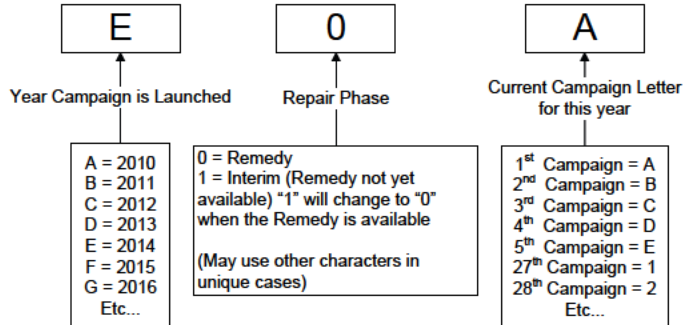 E
0
A
Year Campaign is Launched
Repair Phase
Current Campaign Letter
for this year
A = 2010
B = 2011
C = 2012
D = 2013
E = 2014
F = 2015
G = 2016
Etc...
0 = Remedy
1 = Interim (Remedy not yet
available) “1” will change to “0”
when the Remedy is available
(May use other characters in
unique cases)
1st Campaign = A
2nd Campaign = B
3rd Campaign = C
4th Campaign = D
5th Campaign = E
27th Campaign = 1
28th Campaign = 2
Etc...